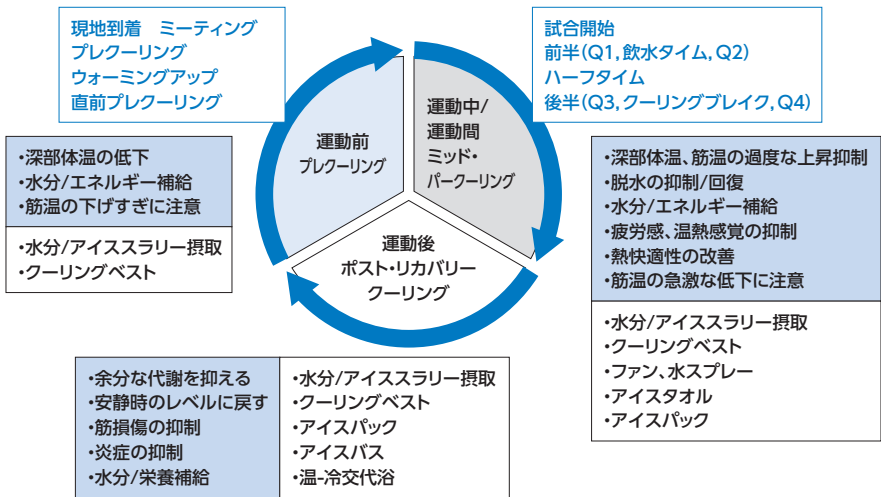 現地到着　ミーティング
プレクーリング
ウォーミングアップ
直前プレクーリング
試合開始
前半(Q1,飲水タイム,Q2)
ハーフタイム
後半(Q3,クーリングブレイク,Q4)
運動前
プレクーリング
運動中/
運動間
ミッド・
パークーリング
運動後
ポスト・リカバリー
クーリング
・深部体温の低下
・水分/エネルギー補給
・筋温の下げすぎに注意
・水分/アイススラリー摂取
・クーリングベスト
・深部体温、筋温の過度な上昇抑制
・脱水の抑制/回復
・水分/エネルギー補給
・疲労感、温熱感覚の抑制
・熱快適性の改善
・筋温の急激な低下に注意
・水分/アイススラリー摂取
・クーリングベスト
・ファン、水スプレー
・アイスタオル
・アイスパック
・余分な代謝を抑える
・安静時のレベルに戻す
・筋損傷の抑制
・炎症の抑制
・水分/栄養補給
・水分/アイススラリー摂取
・クーリングベスト
・アイスパック
・アイスバス
・温-冷交代浴